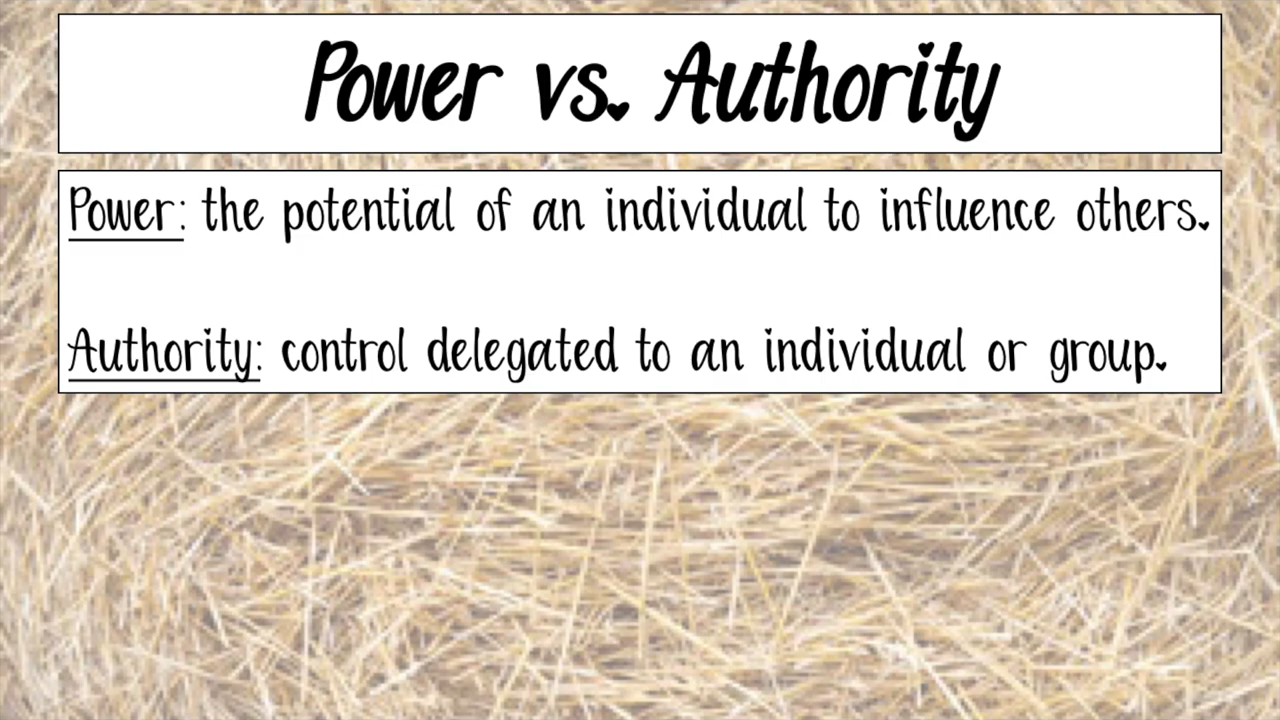 Power vs. Authority
Power: the potential of an individual to influence others.
Authority: control delegated to an individual or group.